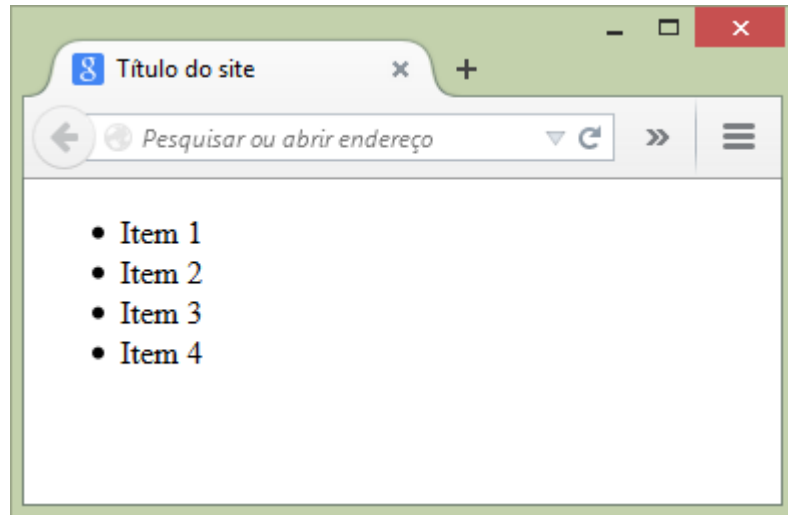 Título do site
Pesquisar ou abrir endereço
Item 1
Item 2
Item 3
Item 4